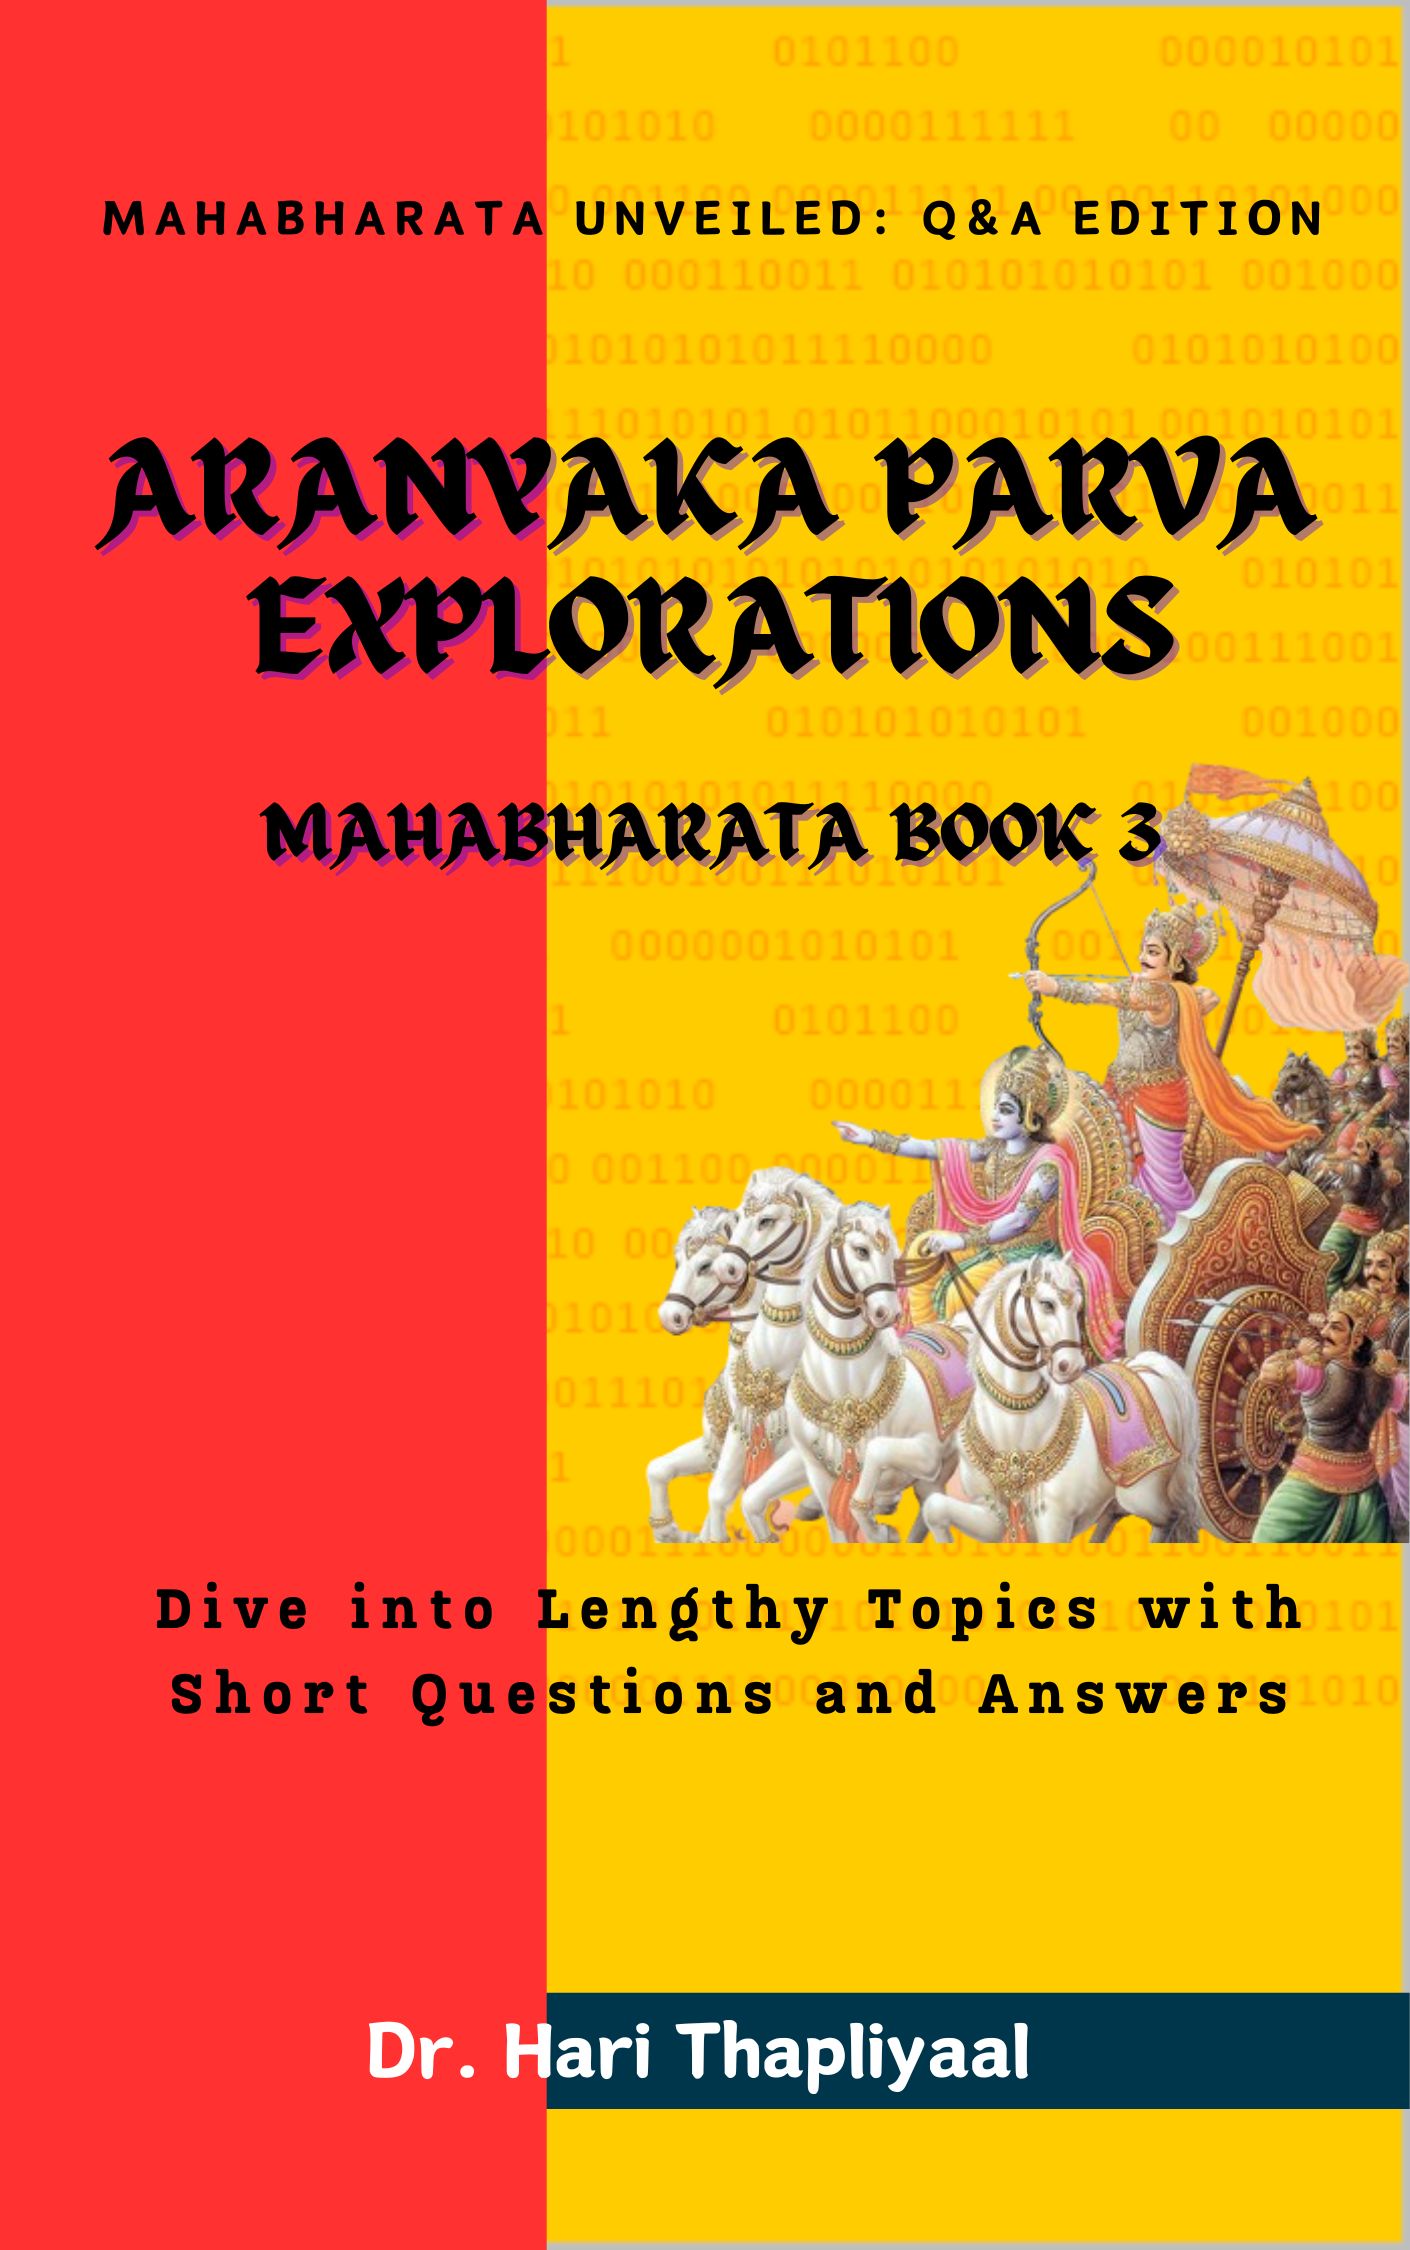 MAHABHARATA UNVEILED: Q&A EDITION
ARANYAKA PARVA
EXPLORATIONS
MAHABHARATA BOOK 3
Dive into Lengthy Topics with
Short Questions and Answers
Dr. Hari Thapliyaal